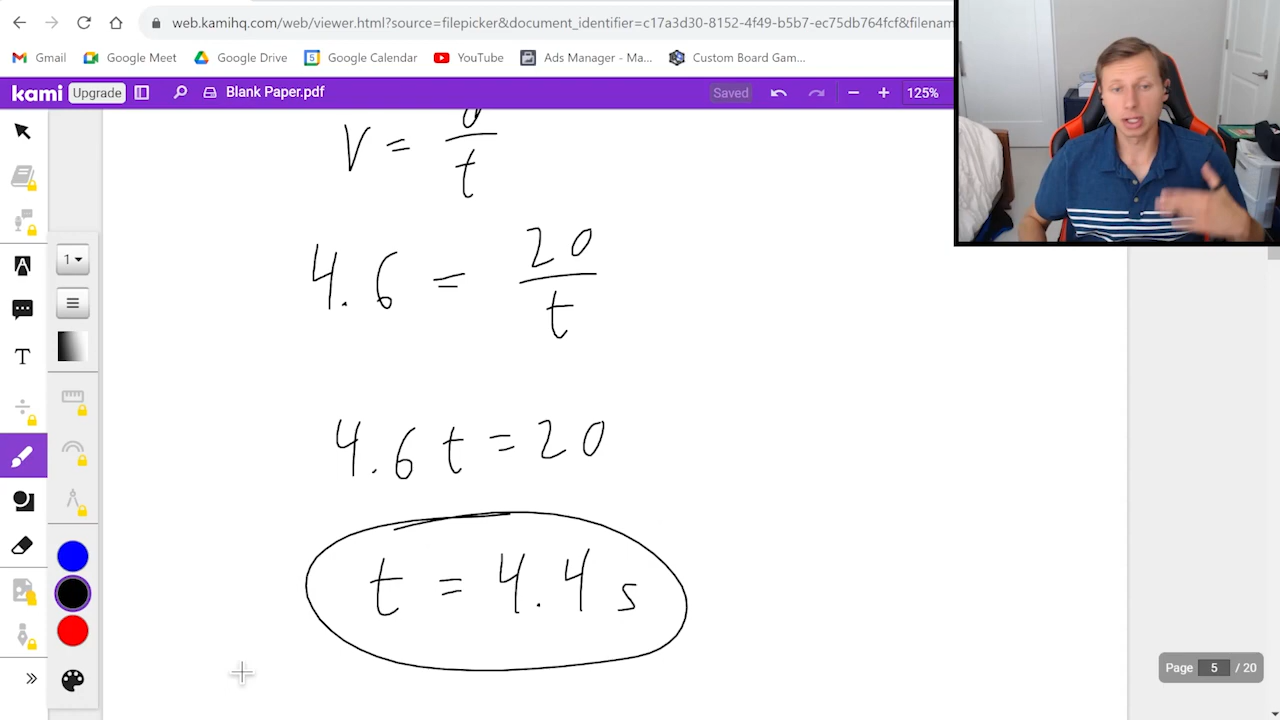 web.kamihq.com/web/viewer.html?source=filepicker&document_identifier=c17a3d30-8152-4f49-b5b7-ec75db764fcf&filenam
Gmail Google Meet Google Drive Google Calendar YouTube Ads Manager - Ma... Custom Board Gam...
kami Upgrade Blank Paper.pdf Saved 125%
V = d/t
4.6 = 20/t
4.6 t = 20
t = 4.4 s
1
T
Page 5 / 20